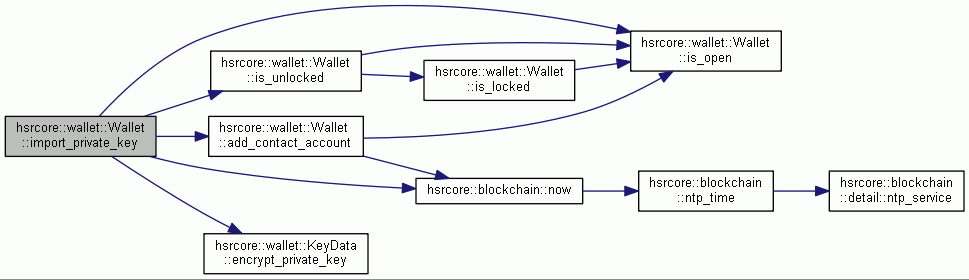 hsrcore::wallet::Wallet
::import_private_key
hsrcore::wallet::Wallet
::is_unlocked
hsrcore::wallet::Wallet
::add_contact_account
hsrcore::wallet::KeyData
::encrypt_private_key
hsrcore::wallet::Wallet
::is_locked
hsrcore::blockchain::now
hsrcore::wallet::Wallet
::is_open
hsrcore::blockchain
::ntp_time
hsrcore::blockchain
::detail::ntp_service